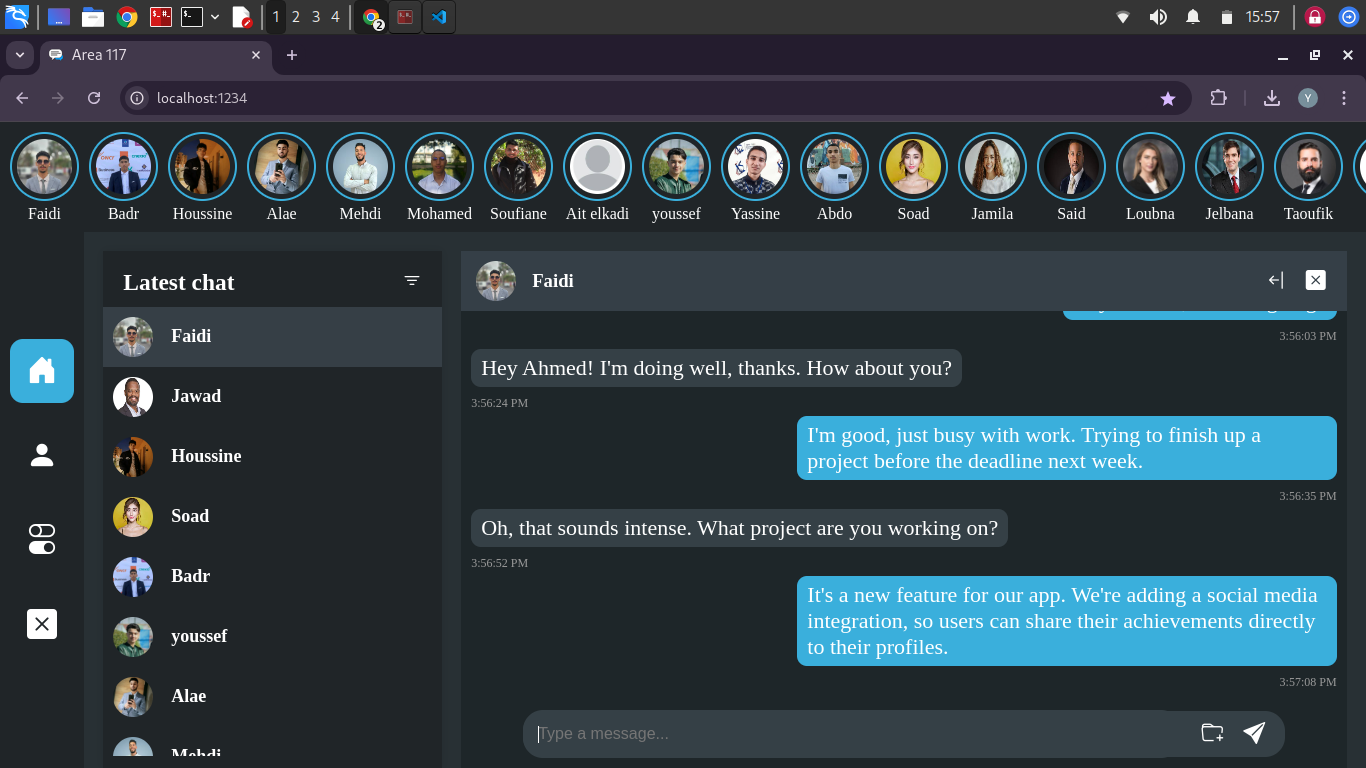 1 2 3 4
2
15:57
Area 117
localhost:1234
Y
Faidi Badr Houssine Alae Mehdi Mohamed Soufiane Ait elkadi youssef Yassine Abdo Soad Jamila Said Loubna Jelbana Taoufik
Latest chat
Faidi
Jawad
Houssine
Soad
Badr
youssef
Alae
Mehdi
Faidi
3:56:03 PM
Hey Ahmed! I'm doing well, thanks. How about you?
3:56:24 PM
I'm good, just busy with work. Trying to finish up a
project before the deadline next week.
3:56:35 PM
Oh, that sounds intense. What project are you working on?
3:56:52 PM
It's a new feature for our app. We're adding a social media
integration, so users can share their achievements directly
to their profiles.
3:57:08 PM
Type a message...